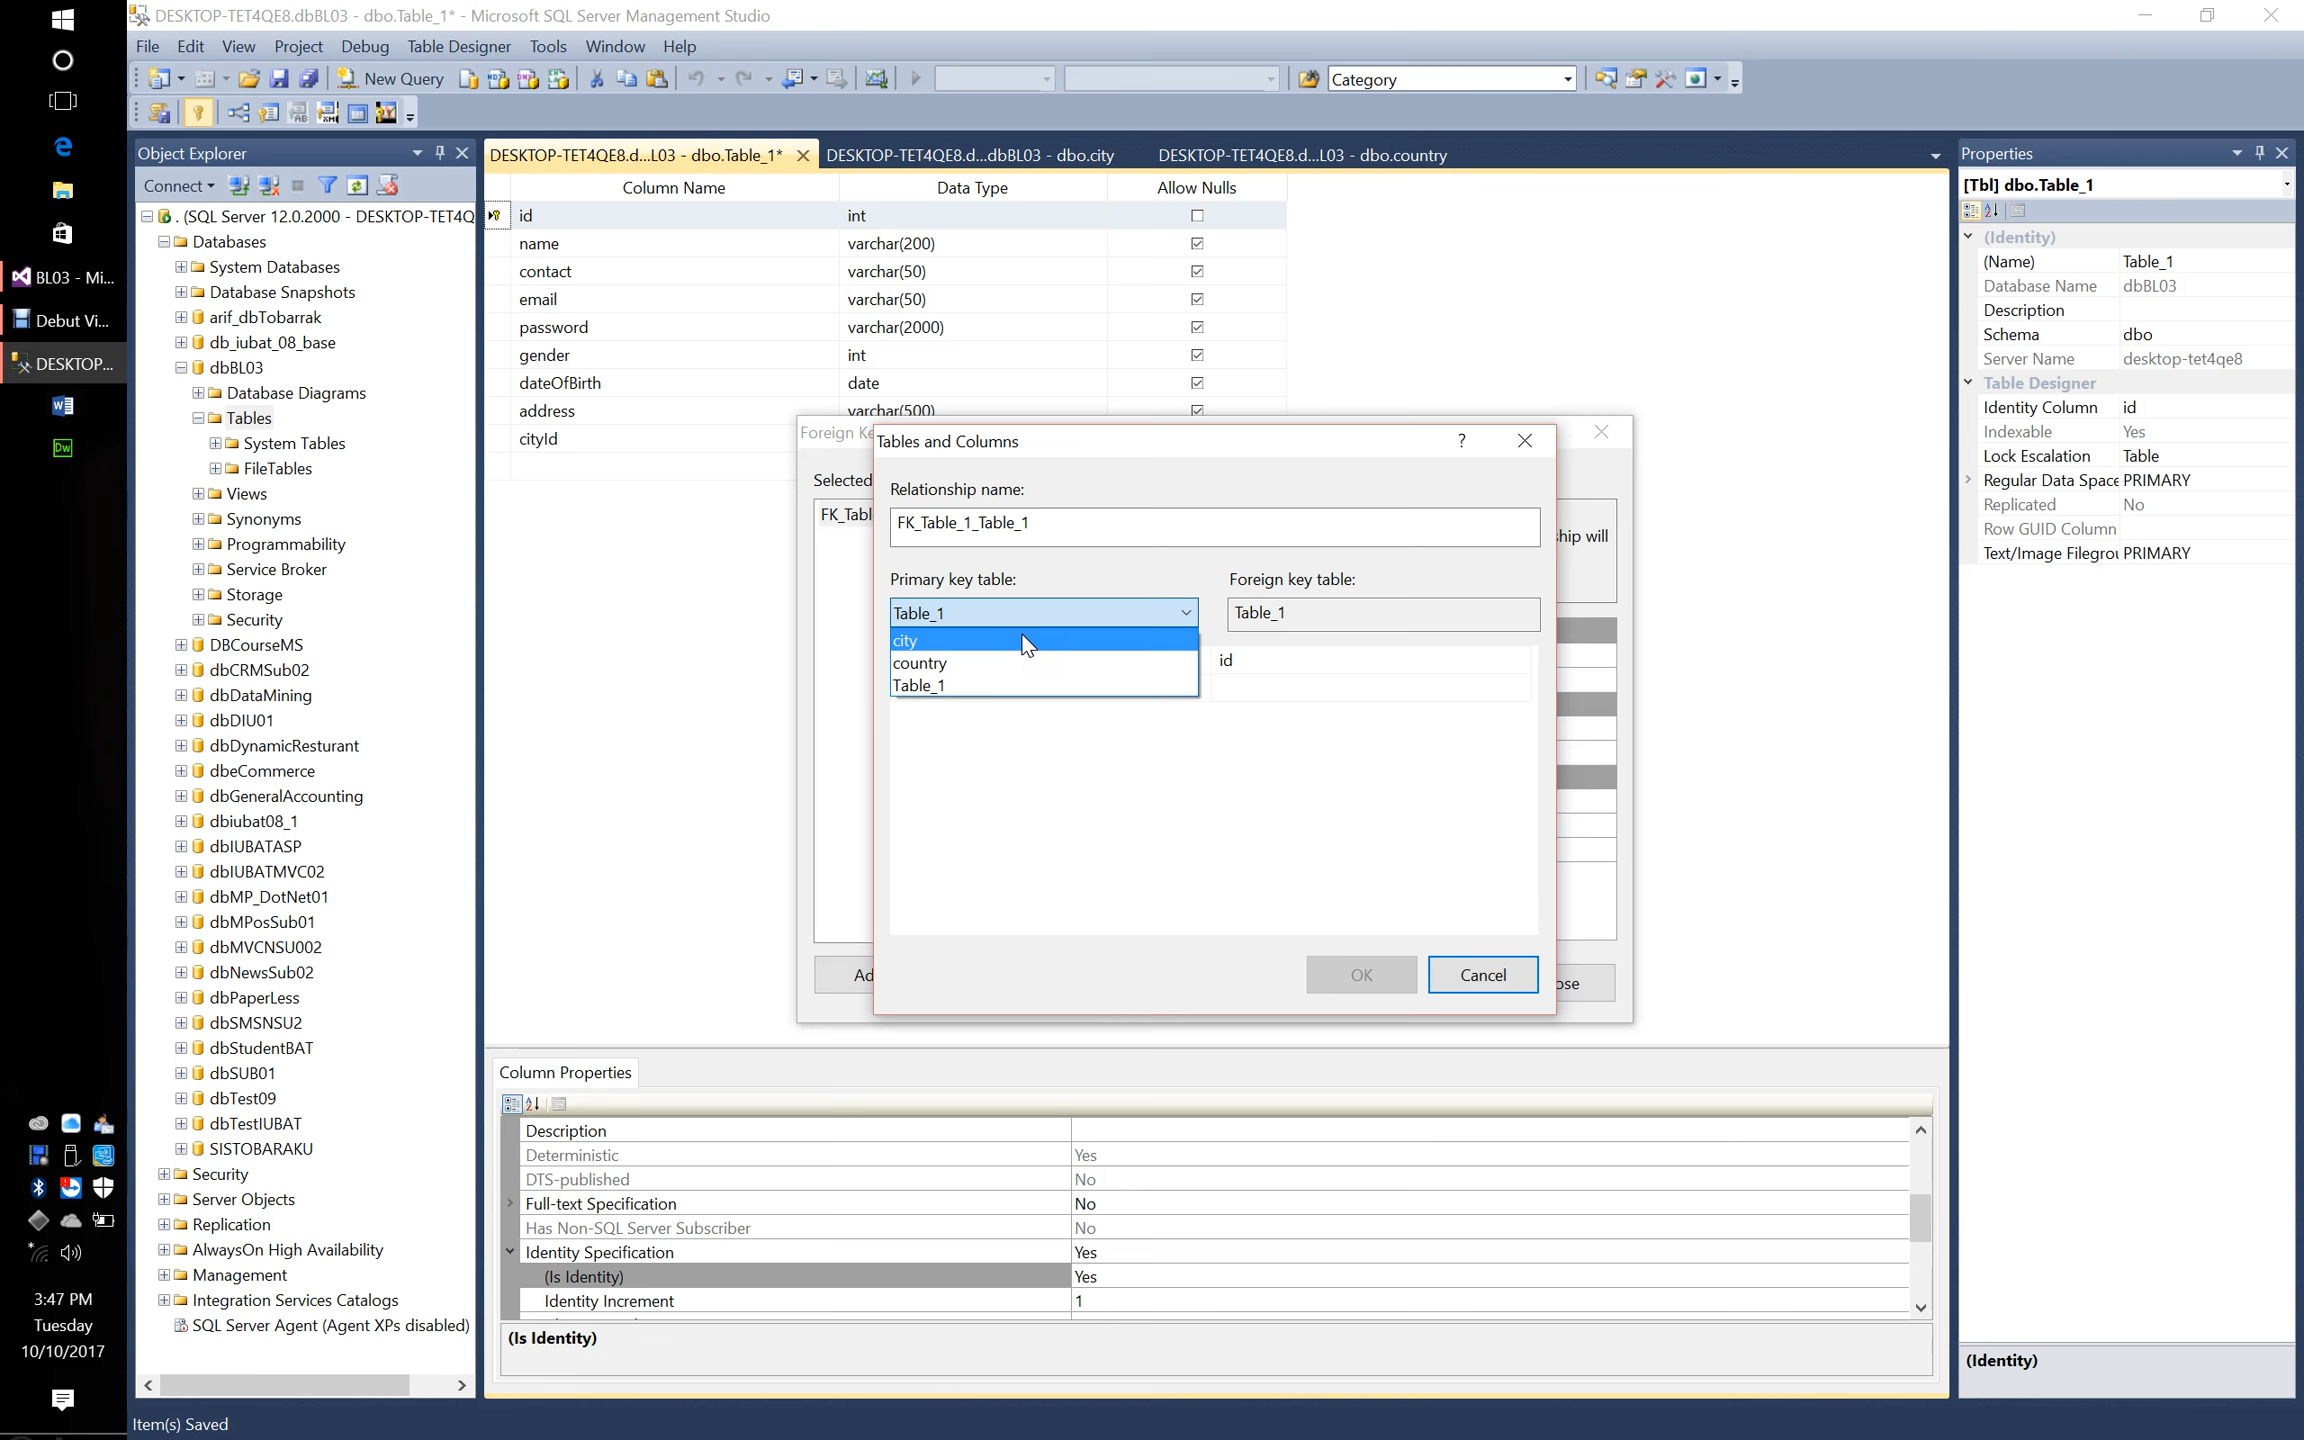 DESKTOP-TET4QE8.dbBL03 - dbo.Table_1* - Microsoft SQL Server Management Studio
File Edit View Project Debug Table Designer Tools Window Help
New Query
Category
BL03 - Mi...
Debut Vi...
DESKTOP...
3:47 PM
Tuesday
10/10/2017
Object Explorer
Connect
. (SQL Server 12.0.2000 - DESKTOP-TET4Q
Databases
System Databases
Database Snapshots
arif_dbTobarrak
db_iubat_08_base
dbBL03
Database Diagrams
Tables
System Tables
FileTables
Views
Synonyms
Programmability
Service Broker
Storage
Security
DBCourseMS
dbCRMSub02
dbDataMining
dbDIU01
dbDynamicResturant
dbeCommerce
dbGeneralAccounting
dbiubat08_1
dbIUBATASP
dbIUBATMVC02
dbMP_DotNet01
dbMPosSub01
dbMVCNSU002
dbNewsSub02
dbPaperLess
dbSMSNSU2
dbStudentBAT
dbSUB01
dbTest09
dbTestIUBAT
SISTOBARAKU
Security
Server Objects
Replication
AlwaysOn High Availability
Management
Integration Services Catalogs
SQL Server Agent (Agent XPs disabled)
DESKTOP-TET4QE8.d...L03 - dbo.Table_1* DESKTOP-TET4QE8.d...dbBL03 - dbo.city DESKTOP-TET4QE8.d...L03 - dbo.country
Column Name Data Type Allow Nulls
id int
name varchar(200)
contact varchar(50)
email varchar(50)
password varchar(2000)
gender int
dateOfBirth date
address varchar(500)
cityId
Foreign Ke
Selected
FK_Tabl
ship will
Ad
ose
Tables and Columns
?
Relationship name:
FK_Table_1_Table_1
Primary key table: Foreign key table:
Table_1 Table_1
city
country
Table_1
id
OK Cancel
Column Properties
Description
Deterministic Yes
DTS-published No
Full-text Specification No
Has Non-SQL Server Subscriber No
Identity Specification Yes
(Is Identity) Yes
Identity Increment 1
(Is Identity)
Properties
[Tbl] dbo.Table_1
(Identity)
(Name) Table_1
Database Name dbBL03
Description
Schema dbo
Server Name desktop-tet4qe8
Table Designer
Identity Column id
Indexable Yes
Lock Escalation Table
Regular Data Space PRIMARY
Replicated No
Row GUID Column
Text/Image Filegrou PRIMARY
(Identity)
Item(s) Saved